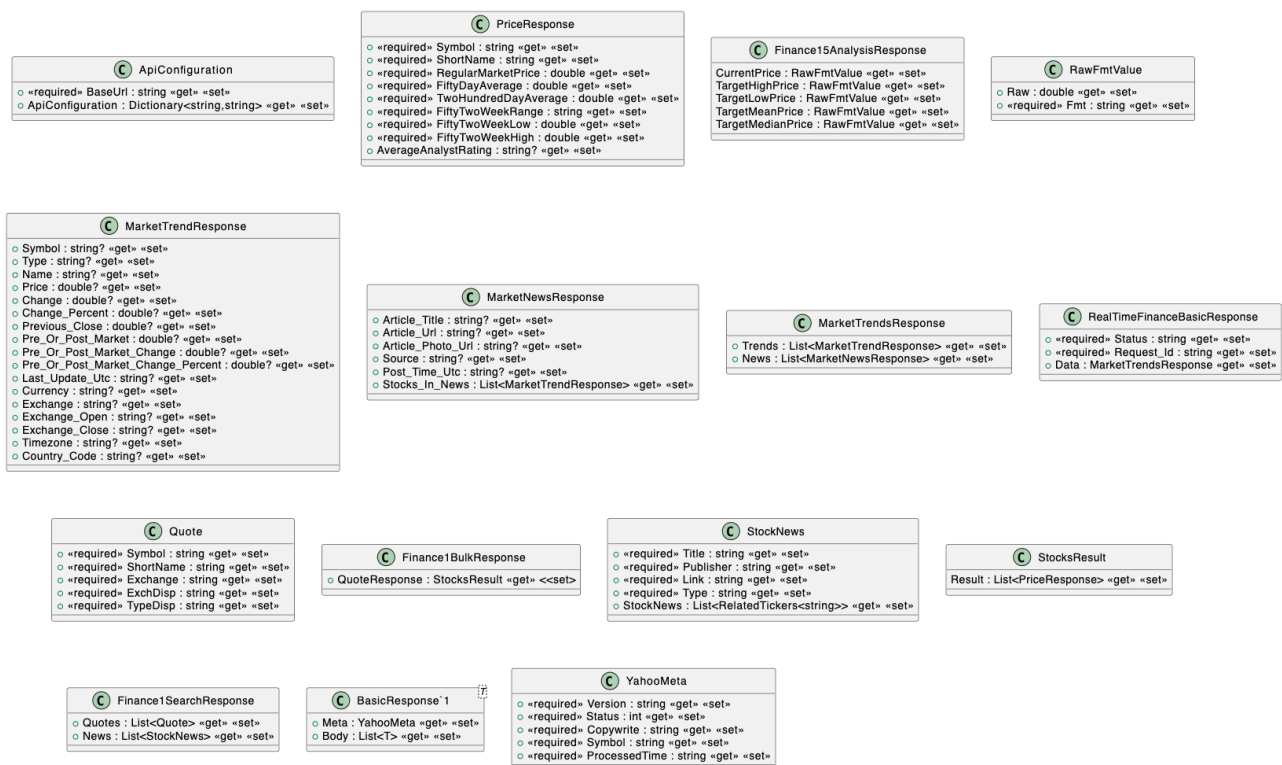 C ApiConfiguration
«required» BaseUrl : string «get» «set»
ApiConfiguration : Dictionary<string,string> «get» «set»
C PriceResponse
«required» Symbol : string «get» «set»
«required» ShortName : string «get» «set»
«required» RegularMarketPrice : double «get» «set»
«required» FiftyDayAverage : double «get» «set»
«required» TwoHundredDayAverage : double «get» «set»
«required» FiftyTwoWeekRange : string «get» «set»
«required» FiftyTwoWeekLow : double «get» «set»
«required» FiftyTwoWeekHigh : double «get» «set»
AverageAnalystRating : string? «get» «set»
C Finance15AnalysisResponse
CurrentPrice : RawFmtValue «get» «set»
TargetHighPrice : RawFmtValue «get» «set»
TargetLowPrice : RawFmtValue «get» «set»
TargetMeanPrice : RawFmtValue «get» «set»
TargetMedianPrice : RawFmtValue «get» «set»
C RawFmtValue
Raw : double «get» «set»
«required» Fmt : string «get» «set»
C MarketTrendResponse
Symbol : string? «get» «set»
Type : string? «get» «set»
Name : string? «get» «set»
Price : double? «get» «set»
Change : double? «get» «set»
Change_Percent : double? «get» «set»
Previous_Close : double? «get» «set»
Pre_Or_Post_Market : double? «get» «set»
Pre_Or_Post_Market_Change : double? «get» «set»
Pre_Or_Post_Market_Change_Percent : double? «get» «set»
Last_Update_Utc : string? «get» «set»
Currency : string? «get» «set»
Exchange : string? «get» «set»
Exchange_Open : string? «get» «set»
Exchange_Close : string? «get» «set»
Timezone : string? «get» «set»
Country_Code : string? «get» «set»
C MarketNewsResponse
Article_Title : string? «get» «set»
Article_Url : string? «get» «set»
Article_Photo_Url : string? «get» «set»
Source : string? «get» «set»
Post_Time_Utc : string? «get» «set»
Stocks_In_News : List<MarketTrendResponse> «get» «set»
C MarketTrendsResponse
Trends : List<MarketTrendResponse> «get» «set»
News : List<MarketNewsResponse> «get» «set»
C RealTimeFinanceBasicResponse
«required» Status : string «get» «set»
«required» Request_Id : string «get» «set»
Data : MarketTrendsResponse «get» «set»
C Quote
«required» Symbol : string «get» «set»
«required» ShortName : string «get» «set»
«required» Exchange : string «get» «set»
«required» ExchDisp : string «get» «set»
«required» TypeDisp : string «get» «set»
C Finance1BulkResponse
QuoteResponse : StocksResult «get» <<set»
C StockNews
«required» Title : string «get» «set»
«required» Publisher : string «get» «set»
«required» Link : string «get» «set»
«required» Type : string «get» «set»
StockNews : List<RelatedTickers<string>> «get» «set»
C StocksResult
Result : List<PriceResponse> «get» «set»
C Finance1SearchResponse
Quotes : List<Quote> «get» «set»
News : List<StockNews> «get» «set»
C BasicResponse`1
T
Meta : YahooMeta «get» «set»
Body : List<T> «get» «set»
C YahooMeta
«required» Version : string «get» «set»
«required» Status : int «get» «set»
«required» Copywrite : string «get» «set»
«required» Symbol : string «get» «set»
«required» ProcessedTime : string «get» «set»